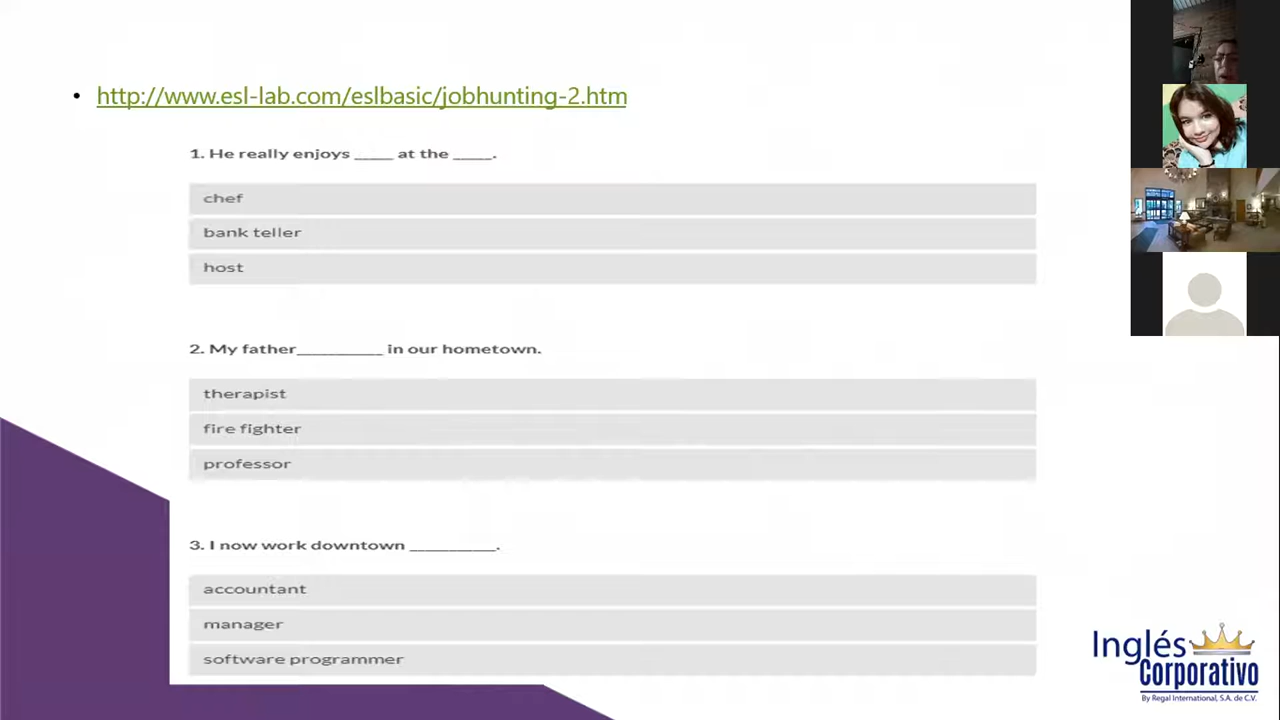 • http://www.esl-lab.com/eslbasic/jobhunting-2.htm
1. He really enjoys _____ at the _____.
chef
bank teller
host
2. My father___________ in our hometown.
therapist
fire fighter
professor
3. I now work downtown ___________.
accountant
manager
software programmer
Inglés
Corporativo
By Regal International, S.A. de C.V.